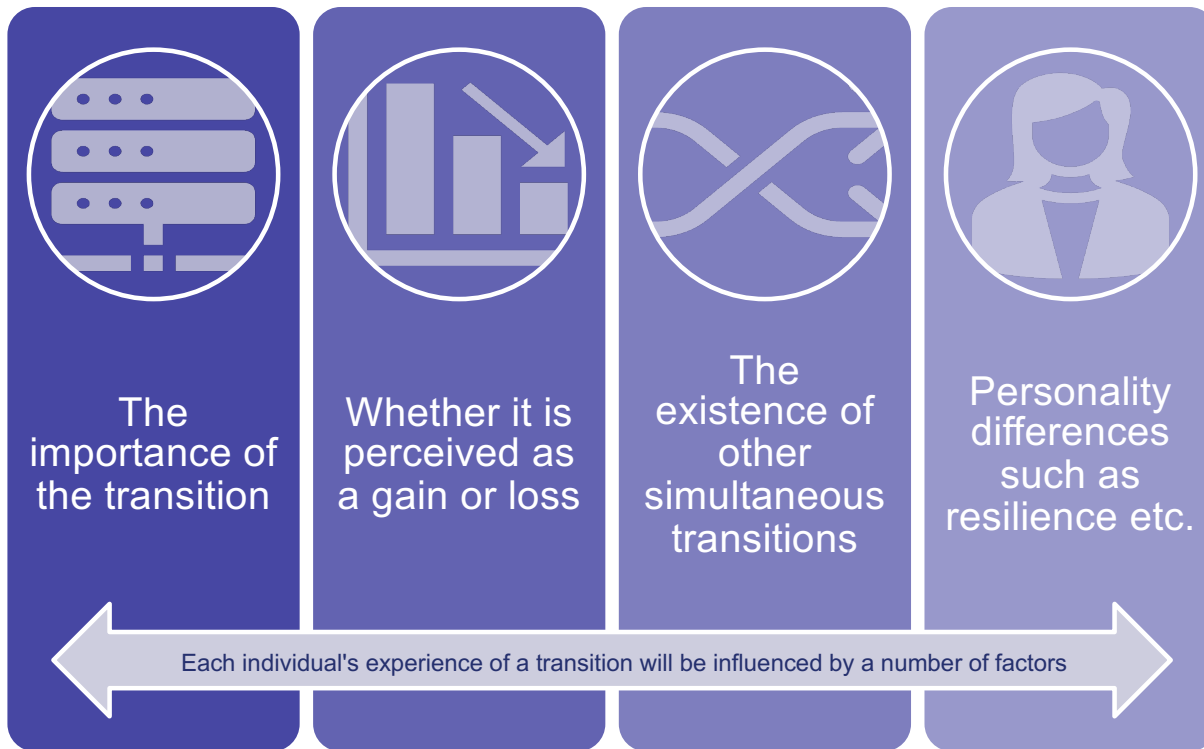 The
importance of
the transition
Whether it is
perceived as
a gain or loss
The
existence of
other
simultaneous
transitions
Personality
differences
such as
resilience etc.
Each individual's experience of a transition will be influenced by a number of factors